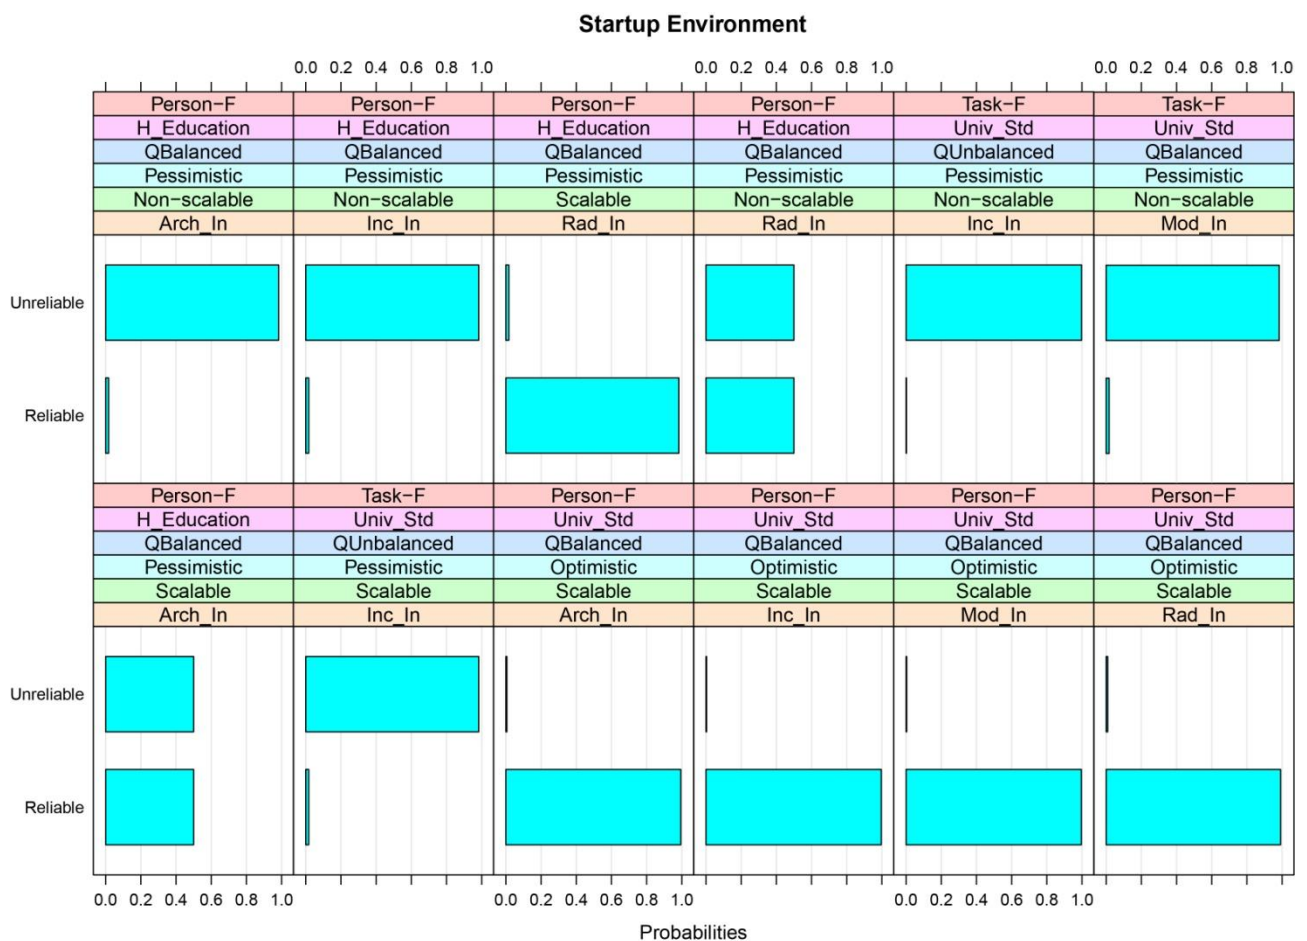 Startup Environment
0.0 0.2 0.4 0.6 0.8 1.0 0.0 0.2 0.4 0.6 0.8 1.0 0.0 0.2 0.4 0.6 0.8 1.0
Person-F Person-F Person-F Person-F Task-F Task-F
H_Education H_Education H_Education H_Education Univ_Std Univ_Std
QBalanced QBalanced QBalanced QBalanced QUnbalanced QBalanced
Pessimistic Pessimistic Pessimistic Pessimistic Pessimistic Pessimistic
Non-scalable Non-scalable Scalable Non-scalable Non-scalable Non-scalable
Arch_In Inc_In Rad_In Rad_In Inc_In Mod_In
Unreliable
Reliable
Person-F Task-F Person-F Person-F Person-F Person-F
H_Education Univ_Std Univ_Std Univ_Std Univ_Std Univ_Std
QBalanced QUnbalanced QBalanced QBalanced QBalanced QBalanced
Pessimistic Pessimistic Optimistic Optimistic Optimistic Optimistic
Scalable Scalable Scalable Scalable Scalable Scalable
Arch_In Inc_In Arch_In Inc_In Mod_In Rad_In
Unreliable
Reliable
0.0 0.2 0.4 0.6 0.8 1.0 0.0 0.2 0.4 0.6 0.8 1.0 0.0 0.2 0.4 0.6 0.8 1.0
Probabilities